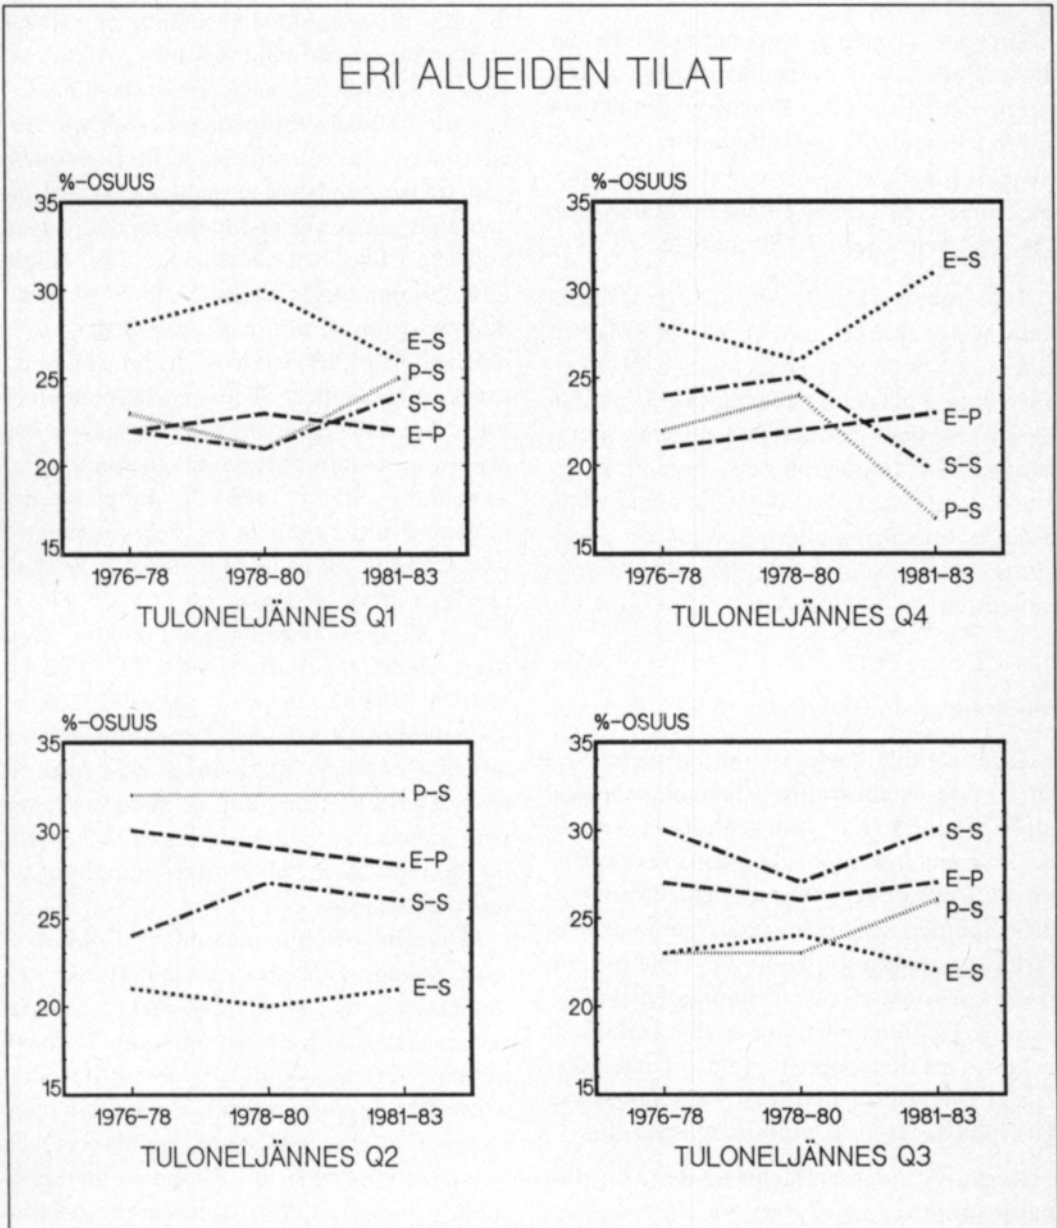 ERI ALUEIDEN TILAT
%-OSUUS
35
30
25
20
15
E-S
P-S
S-S
E-P
1976-78 1978-80 1981-83
TULONELJÄNNES Q1
%-OSUUS
35
30
25
20
15
E-S
E-P
S-S
P-S
1976-78 1978-80 1981-83
TULONELJÄNNES Q4
%-OSUUS
35
30
25
20
15
P-S
E-P
S-S
E-S
1976-78 1978-80 1981-83
TULONELJÄNNES Q2
%-OSUUS
35
30
25
20
15
S-S
E-P
P-S
E-S
1976-78 1978-80 1981-83
TULONELJÄNNES Q3